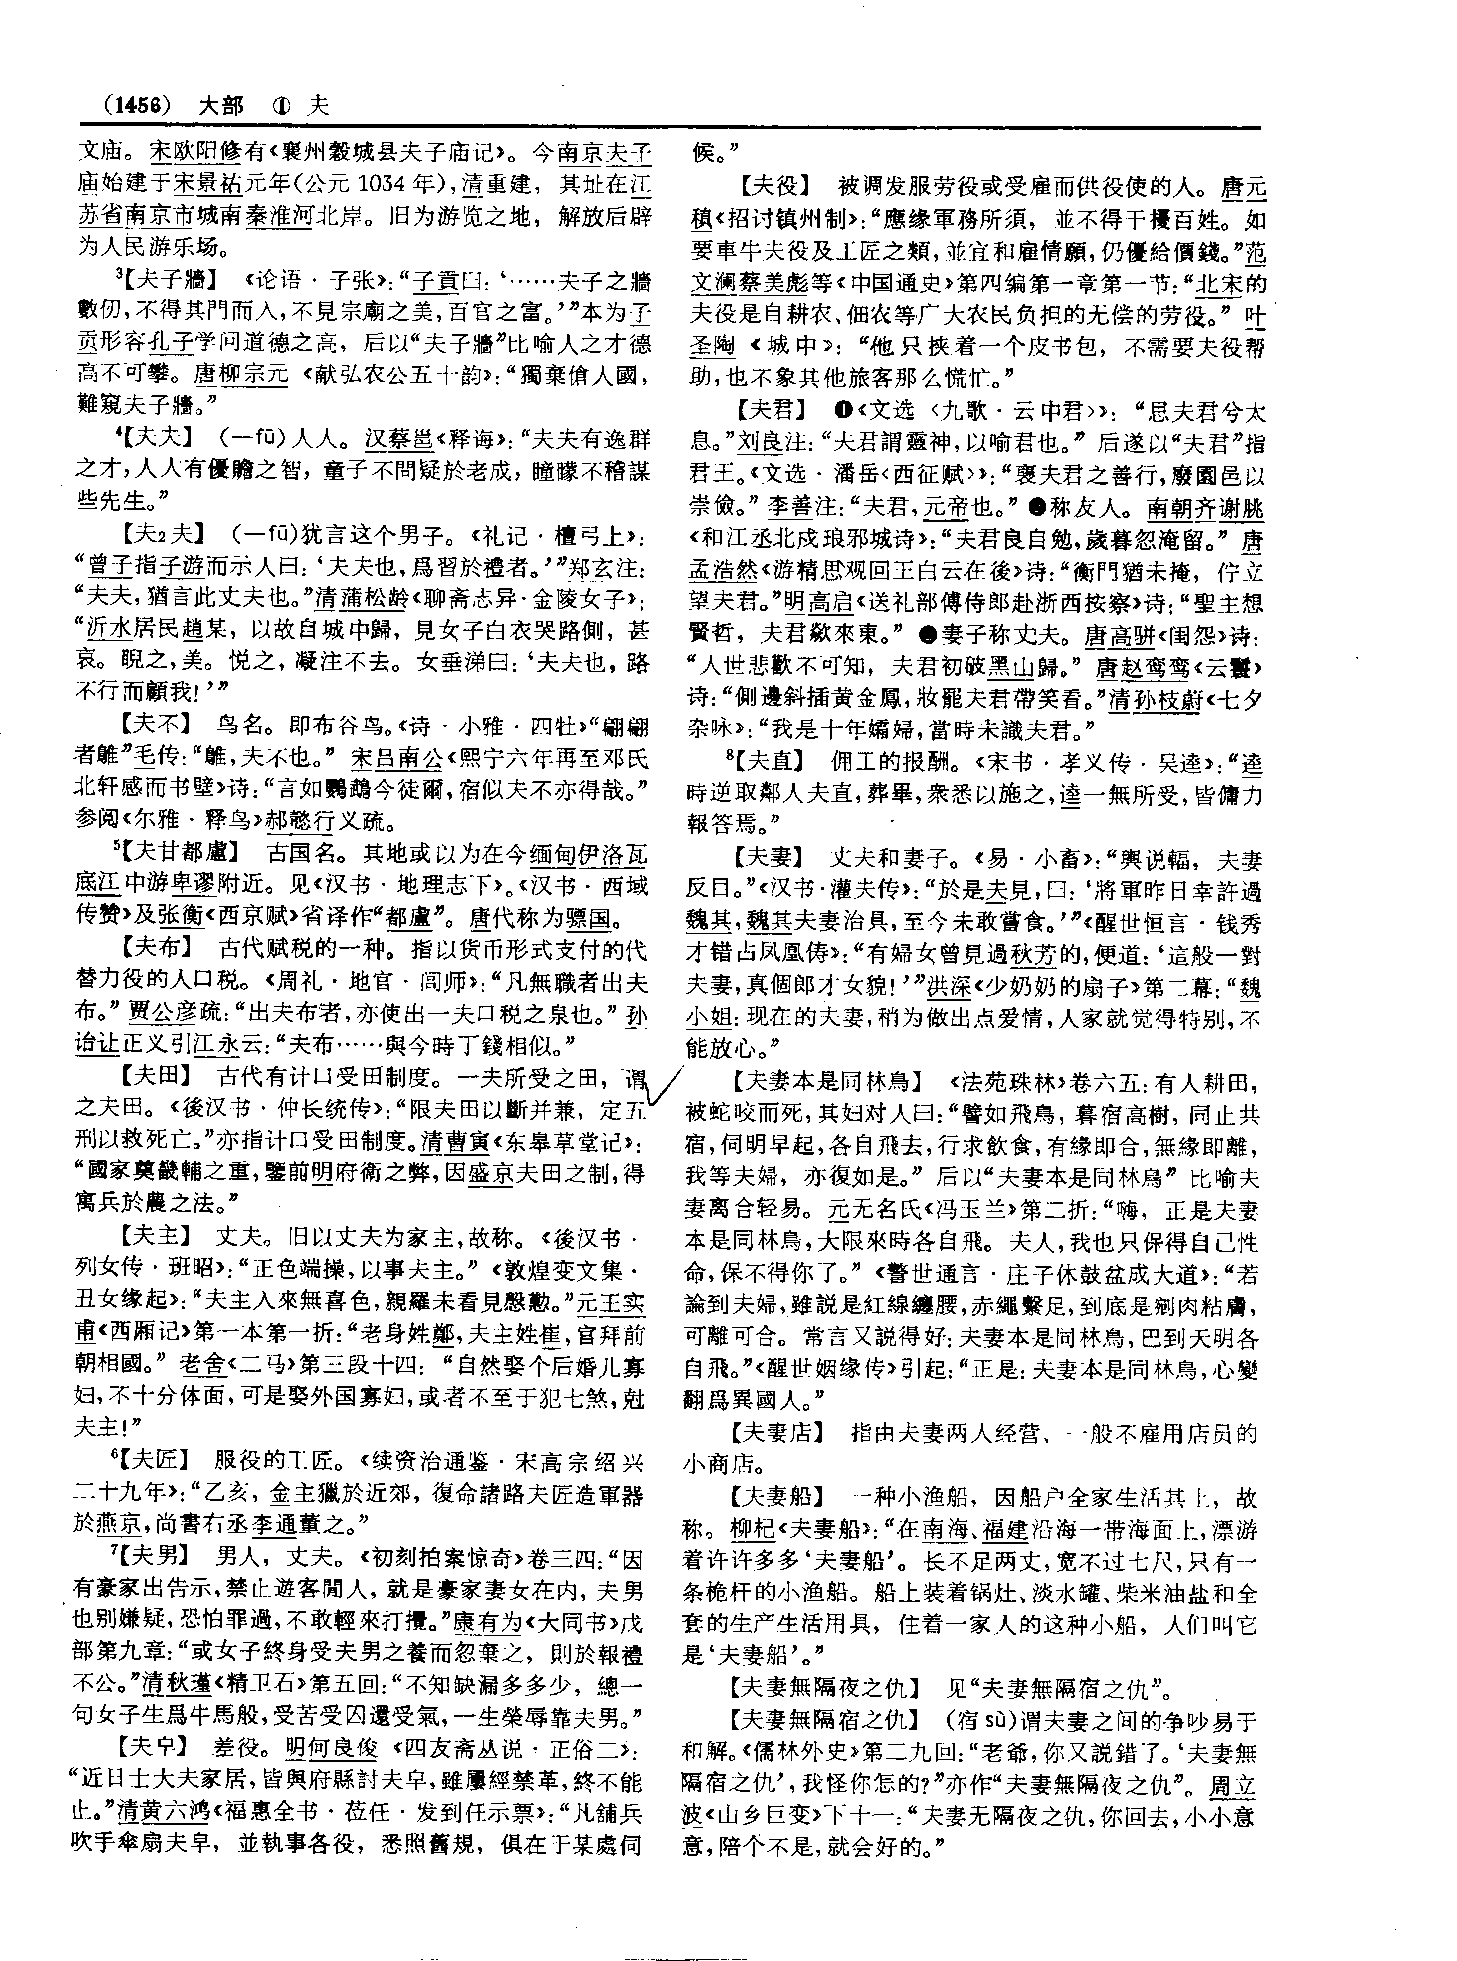 (1456) 大部 ① 夫
文庙。宋欧阳修有《襄州穀城县夫子庙记》。今南京夫子
庙始建于宋景祐元年(公元 1034 年),清重建，其址在江
苏省南京市城南秦淮河北岸。旧为游览之地，解放后辟
为人民游乐场。
³【夫子牆】 《论语·子张》:“子貢曰:‘……夫子之牆
數仞,不得其門而入,不見宗廟之美,百官之富。’”本为子
贡形容孔子学问道德之高，后以“夫子牆”比喻人之才德
高不可攀。唐柳宗元《献弘农公五十韵》:“獨棄傖人國，
難窺夫子牆。”
⁴【夫夫】 (一fū)人人。汉蔡邕《释诲》:“夫夫有逸群
之才,人人有優贍之智，童子不問疑於老成，瞳矇不稽謀
於先生。”
【夫₂夫】 (一fū)犹言这个男子。《礼记·檀弓上》:
“曾子指子游而示人曰:‘夫夫也,爲習於禮者。’”郑玄注:
“夫夫,猶言此丈夫也。”清蒲松龄《聊斋志异·金陵女子》:
“沂水居民趙某，以故自城中歸，見女子白衣哭路側，甚
哀。睨之,美。悦之，凝注不去。女垂涕曰:‘夫夫也，路
不行而顧我!’”
【夫不】 鸟名。即布谷鸟。《诗·小雅·四牡》“翩翩
者鵻”毛传:“鵻,夫不也。” 宋吕南公《熙宁六年再至邓氏
北轩感而书壁》诗:“言如鸚鵡今徒爾,宿似夫不亦得哉。”
参阅《尔雅·释鸟》郝懿行义疏。
⁵【夫甘都盧】 古国名。其地或以为在今缅甸伊洛瓦
底江中游卑谬附近。见《汉书·地理志下》。《汉书·西域
传赞》及张衡《西京赋》省译作“都盧”。唐代称为骠国。
【夫布】 古代赋税的一种。指以货币形式支付的代
替力役的人口税。《周礼·地官·闾师》:“凡無職者出夫
布。” 贾公彦疏:“出夫布者,亦使出一夫口税之泉也。” 孙
诒让正义引江永云:“夫布……與今時丁錢相似。”
【夫田】 古代有计口受田制度。一夫所受之田，谓
之夫田。《後汉书·仲长统传》:“限夫田以斷并兼，定五
刑以救死亡。”亦指计口受田制度。清曹寅《东皋草堂记》:
“國家奠畿輔之重,鑒前明府衛之弊,因盛京夫田之制,得
寓兵於農之法。”
【夫主】 丈夫。旧以丈夫为家主,故称。《後汉书·
列女传·班昭》:“正色端操,以事夫主。”《敦煌变文集·
丑女缘起》:“夫主入來無喜色,親羅未看見慇懃。”元王实
甫《西厢记》第一本第一折:“老身姓鄭,夫主姓崔,官拜前
朝相國。” 老舍《二马》第三段十四: “自然娶个后婚儿寡
妇,不十分体面,可是娶外国寡妇,或者不至于犯七煞,尅
夫主!”
⁶【夫匠】 服役的工匠。《续资治通鉴·宋高宗绍兴
二十九年》:“乙亥，金主獵於近郊，復命諸路夫匠造軍器
於燕京,尚書右丞李通董之。”
⁷【夫男】 男人，丈夫。《初刻拍案惊奇》卷三四:“因
有豪家出告示,禁止遊客閒人，就是豪家妻女在内，夫男
也别嫌疑,恐怕罪過,不敢輕來打攪。”康有为《大同书》戊
部第九章:“或女子終身受夫男之養而忽棄之，則於報禮
不公。”清秋瑾《精卫石》第五回:“不知缺漏多多少，總一
句女子生爲牛馬般,受苦受囚還受氣,一生榮辱靠夫男。”
【夫皁】 差役。明何良俊《四友斋丛说·正俗二》:
“近日士大夫家居,皆與府縣討夫皁,雖屢經禁革,終不能
止。”清黄六鸿《福惠全书·莅任·发到任示票》:“凡舖兵
吹手傘扇夫皁，並執事各役，悉照舊規，俱在于某處伺
候。”
【夫役】 被调发服劳役或受雇而供役使的人。唐元
稹《招讨镇州制》:“應緣軍務所須，並不得干擾百姓。如
要車牛夫役及工匠之類,並宜和雇情願,仍優給價錢。”范
文澜蔡美彪等《中国通史》第四编第一章第一节:“北宋的
夫役是自耕农、佃农等广大农民负担的无偿的劳役。” 叶
圣陶《城中》: “他只挟着一个皮书包，不需要夫役帮
助,也不象其他旅客那么慌忙。”
【夫君】 ❶《文选〈九歌·云中君〉》: “思夫君兮太
息。”刘良注:“夫君謂靈神,以喻君也。” 后遂以“夫君”指
君王。《文选·潘岳〈西征赋〉》:“褒夫君之善行,廢園邑以
崇儉。” 李善注:“夫君,元帝也。” ❷称友人。南朝齐谢朓
《和江丞北戍琅邪城诗》:“夫君良自勉,歲暮忽淹留。” 唐
孟浩然《游精思观回王白云在後》诗:“衡門猶未掩，佇立
望夫君。”明高启《送礼部傅侍郎赴浙西按察》诗:“聖主想
賢哲，夫君歘來東。” ❸妻子称丈夫。唐高骈《闺怨》诗:
“人世悲歡不可知，夫君初破黑山歸。” 唐赵鸾鸾《云鬟》
诗:“側邊斜插黄金鳳,妝罷夫君帶笑看。”清孙枝蔚《七夕
杂咏》:“我是十年孀婦,當時未識夫君。”
⁸【夫直】 佣工的报酬。《宋书·孝义传·吴逵》:“逵
時逆取鄰人夫直,葬畢,衆悉以施之,逵一無所受,皆傭力
報答焉。”
【夫妻】 丈夫和妻子。《易·小畜》:“輿说輻，夫妻
反目。”《汉书·灌夫传》:“於是夫見,曰:‘將軍昨日幸許過
魏其,魏其夫妻治具,至今未敢嘗食。’”《醒世恒言·钱秀
才错占凤凰俦》:“有婦女曾見過秋芳的,便道:‘這般一對
夫妻,真個郎才女貌!’”洪深《少奶奶的扇子》第二幕:“魏
小姐:现在的夫妻,稍为做出点爱情,人家就觉得特别,不
能放心。”
【夫妻本是同林鳥】 《法苑珠林》卷六五:有人耕田，
被蛇咬而死,其妇对人曰:“譬如飛鳥，暮宿高樹，同止共
宿,伺明早起,各自飛去,行求飲食,有緣即合,無緣即離，
我等夫婦，亦復如是。” 后以“夫妻本是同林鳥”比喻夫
妻离合轻易。元无名氏《冯玉兰》第二折:“嗨，正是夫妻
本是同林鳥,大限來時各自飛。夫人,我也只保得自己性
命,保不得你了。”《警世通言·庄子休鼓盆成大道》:“若
論到夫婦,雖説是紅線纏腰,赤繩繫足,到底是剜肉粘膚，
可離可合。常言又説得好:夫妻本是同林鳥,巴到天明各
自飛。”《醒世姻缘传》引起:“正是:夫妻本是同林鳥,心變
翻爲異國人。”
【夫妻店】 指由夫妻两人经营、一般不雇用店员的
小商店。
【夫妻船】 一种小渔船，因船户全家生活其上，故
称。柳杞《夫妻船》:“在南海、福建沿海一带海面上,漂游
着许许多多‘夫妻船’。长不足两丈,宽不过七尺,只有一
条桅杆的小渔船。船上装着锅灶、淡水罐、柴米油盐和全
套的生产生活用具，住着一家人的这种小船，人们叫它
是‘夫妻船’。”
【夫妻無隔夜之仇】 见“夫妻無隔宿之仇”。
【夫妻無隔宿之仇】 (宿 sù)谓夫妻之间的争吵易于
和解。《儒林外史》第二九回:“老爺,你又説錯了。‘夫妻無
隔宿之仇’,我怪你怎的?”亦作“夫妻無隔夜之仇”。周立
波《山乡巨变》下十一:“夫妻无隔夜之仇,你回去,小小意
意,陪个不是,就会好的。”